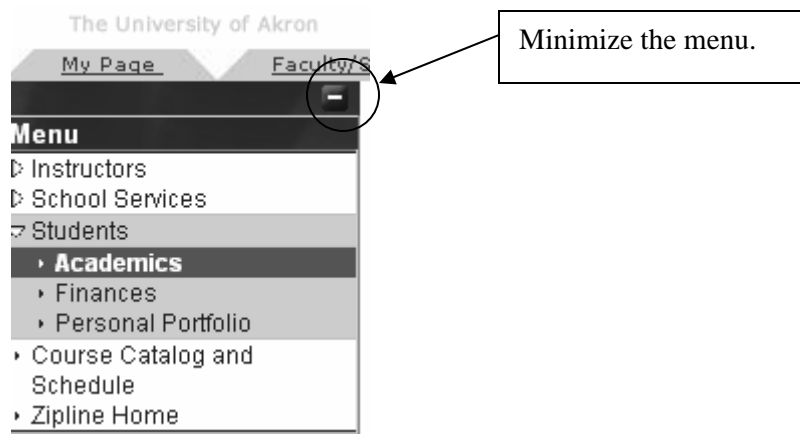 The University of Akron
My Page Faculty/S
Minimize the menu.
Menu
Instructors
School Services
Students
Academics
Finances
Personal Portfolio
Course Catalog and
Schedule
Zipline Home